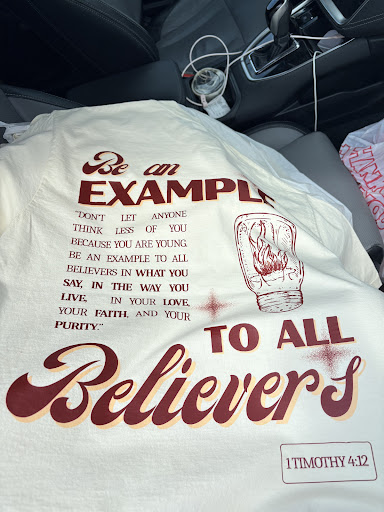 Be an
EXAMPLE
"DON'T LET ANYONE
THINK LESS OF YOU
BECAUSE YOU ARE YOUNG.
BE AN EXAMPLE TO ALL
BELIEVERS IN WHAT YOU
SAY, IN THE WAY YOU
LIVE, IN YOUR LOVE,
YOUR FAITH, AND YOUR
PURITY."
TO ALL
Believers
1 TIMOTHY 4:12